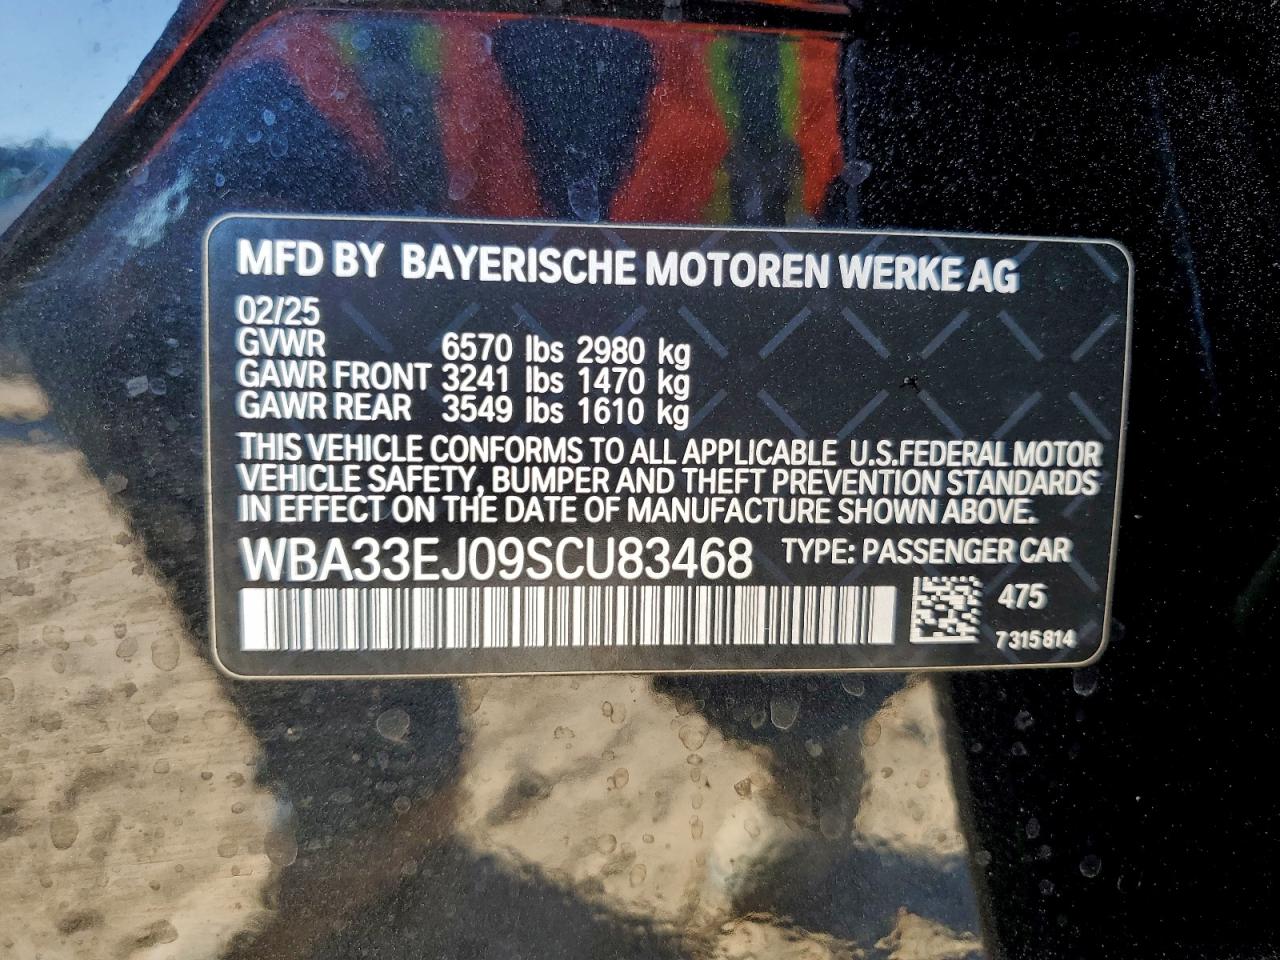 MFD BY BAYERISCHE MOTOREN WERKE AG
02/25
GVWR 6570 lbs 2980 kg
GAWR FRONT 3241 lbs 1470 kg
GAWR REAR 3549 lbs 1610 kg
THIS VEHICLE CONFORMS TO ALL APPLICABLE U.S.FEDERAL MOTOR
VEHICLE SAFETY, BUMPER AND THEFT PREVENTION STANDARDS
IN EFFECT ON THE DATE OF MANUFACTURE SHOWN ABOVE.
WBA33EJ09SCU83468 TYPE: PASSENGER CAR
475
7 315 814